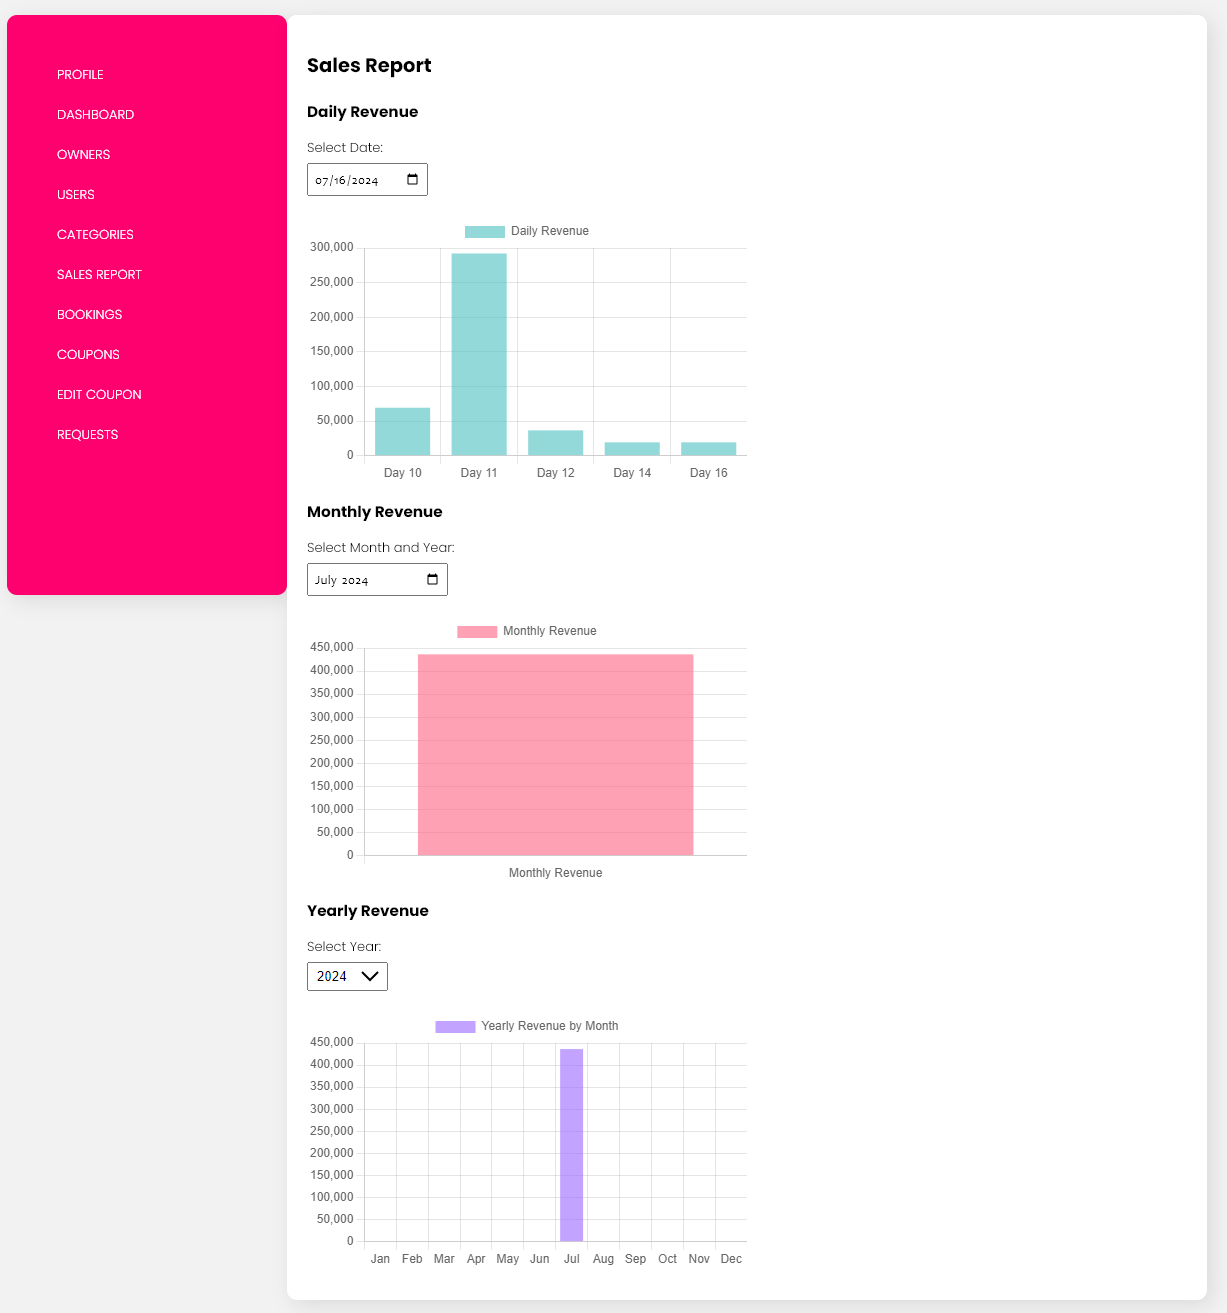 PROFILE
DASHBOARD
OWNERS
USERS
CATEGORIES
SALES REPORT
BOOKINGS
COUPONS
EDIT COUPON
REQUESTS
Sales Report
Daily Revenue
Select Date:
07/16/2024
Daily Revenue
300,000
250,000
200,000
150,000
100,000
50,000
0
Day 10 Day 11 Day 12 Day 14 Day 16
Monthly Revenue
Select Month and Year:
July 2024
Monthly Revenue
450,000
400,000
350,000
300,000
250,000
200,000
150,000
100,000
50,000
0
Monthly Revenue
Yearly Revenue
Select Year:
2024
Yearly Revenue by Month
450,000
400,000
350,000
300,000
250,000
200,000
150,000
100,000
50,000
0
Jan Feb Mar Apr May Jun Jul Aug Sep Oct Nov Dec